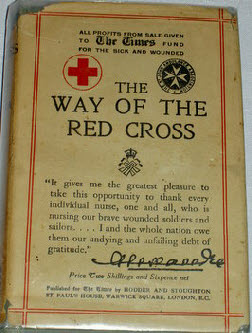 ALL PROFITS FROM SALE GIVEN
TO The Times FUND
FOR THE SICK AND WOUNDED
THE
WAY OF THE
RED CROSS
"It gives me the greatest pleasure to
take this opportunity to thank every
individual nurse, one and all, who is
nursing our brave wounded soldiers and
sailors. . . . I and the whole nation owe
them our undying and unfailing debt of
gratitude."
Alexandra
Price Two Shillings and Sixpence net
Published for The Times by HODDER AND STOUGHTON,
ST PAUL'S HOUSE, WARWICK SQUARE, LONDON, E.C.